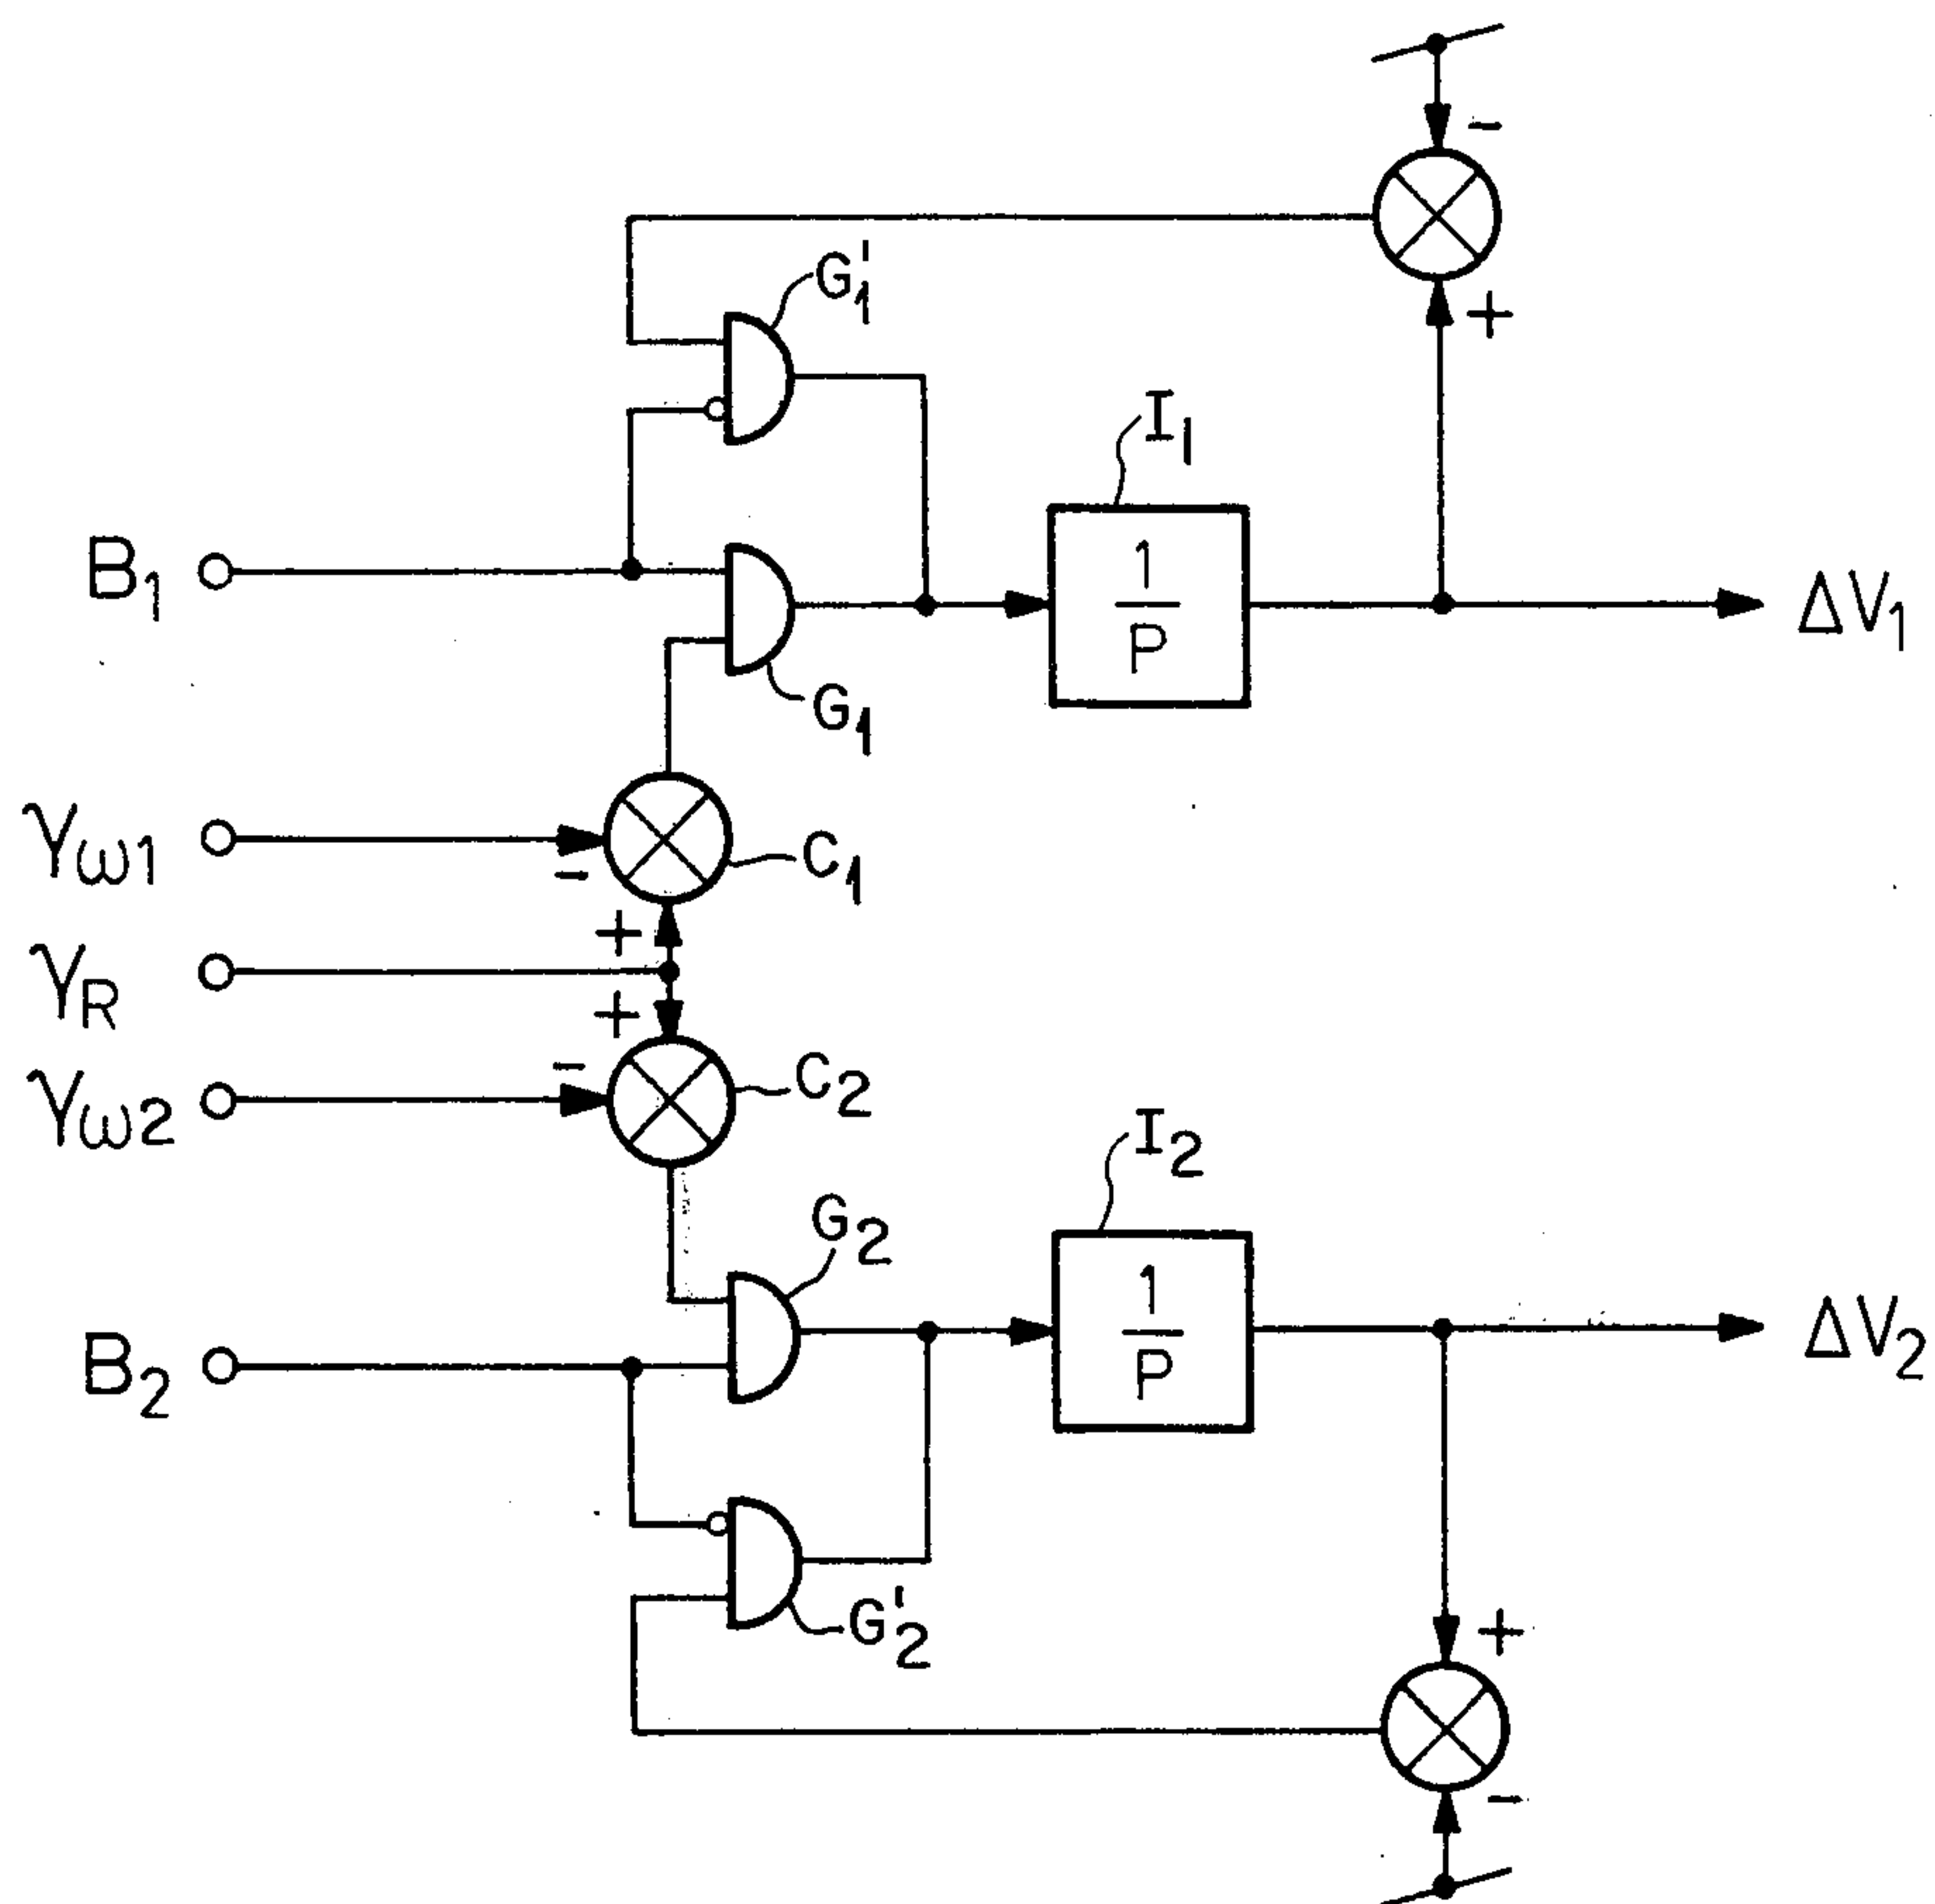 -
G'₁
+
I₁
B₁
1
P
ΔV₁
G₁
γω1
-
C₁
+
γR
+
-
C₂
γω2
I₂
G₂
1
P
ΔV₂
B₂
G'₂
+
-